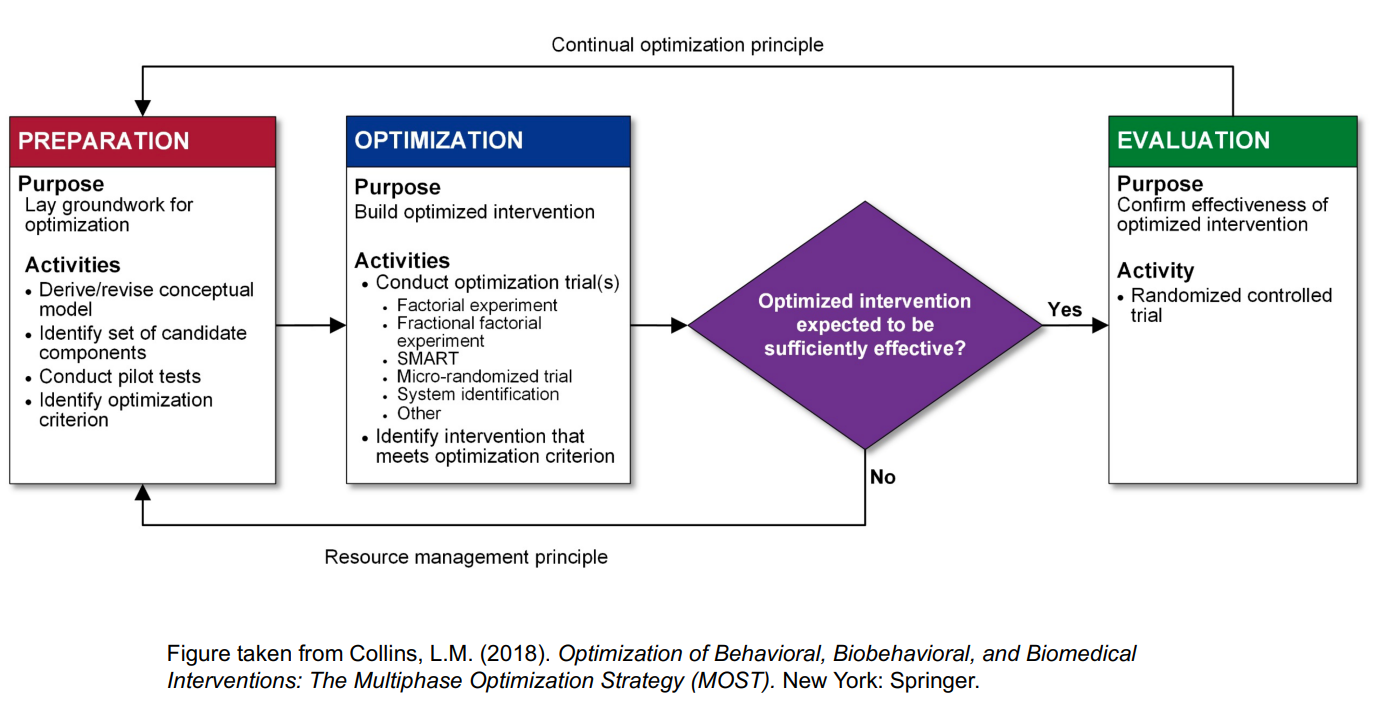 Continual optimization principle
PREPARATION
Purpose
Lay groundwork for
optimization
Activities
• Derive/revise conceptual
model
• Identify set of candidate
components
• Conduct pilot tests
• Identify optimization
criterion
OPTIMIZATION
Purpose
Build optimized intervention
Activities
• Conduct optimization trial(s)
• Factorial experiment
• Fractional factorial
experiment
• SMART
• Micro-randomized trial
• System identification
• Other
• Identify intervention that
meets optimization criterion
Optimized intervention
expected to be
sufficiently effective?
Yes
No
EVALUATION
Purpose
Confirm effectiveness of
optimized intervention
Activity
• Randomized controlled
trial
Resource management principle
Figure taken from Collins, L.M. (2018). Optimization of Behavioral, Biobehavioral, and Biomedical
Interventions: The Multiphase Optimization Strategy (MOST). New York: Springer.